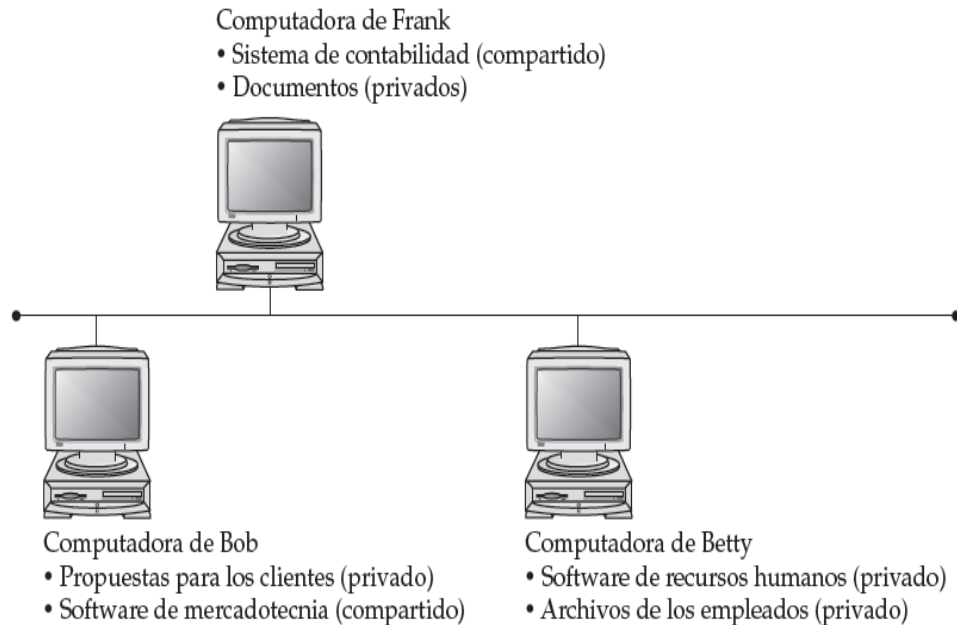 Computadora de Frank
• Sistema de contabilidad (compartido)
• Documentos (privados)
Computadora de Bob
• Propuestas para los clientes (privado)
• Software de mercadotecnia (compartido)
Computadora de Betty
• Software de recursos humanos (privado)
• Archivos de los empleados (privado)